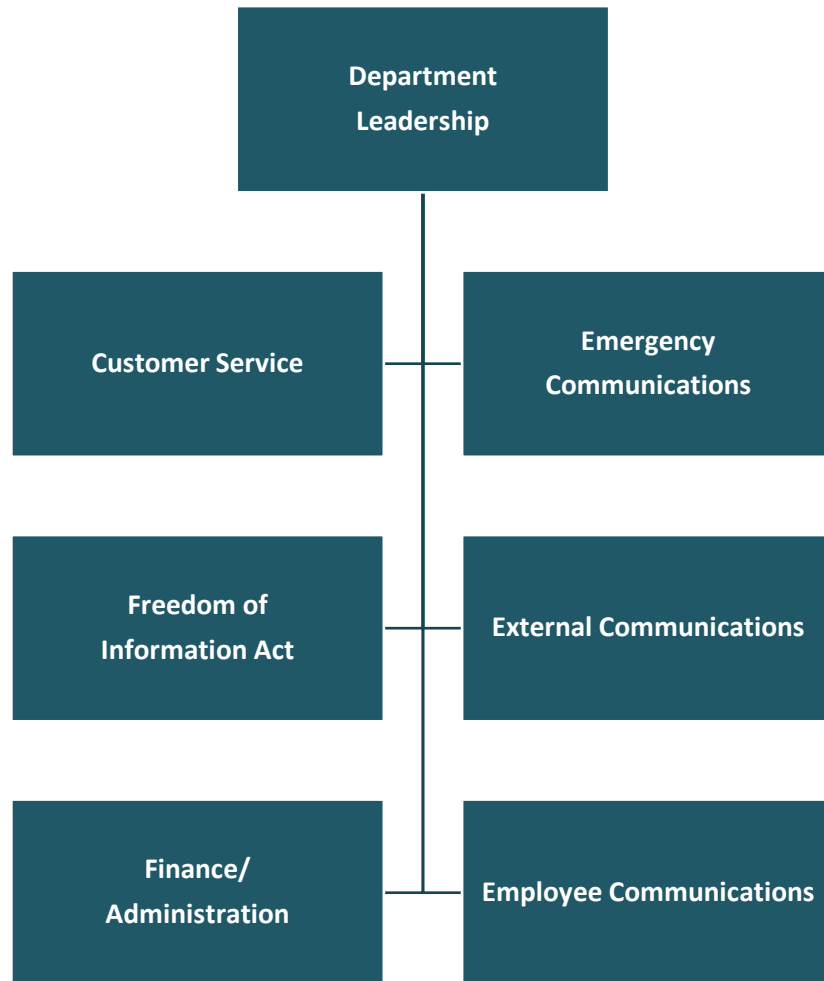 Department
Leadership
Customer Service
Emergency
Communications
Freedom of
Information Act
External Communications
Finance/
Administration
Employee Communications